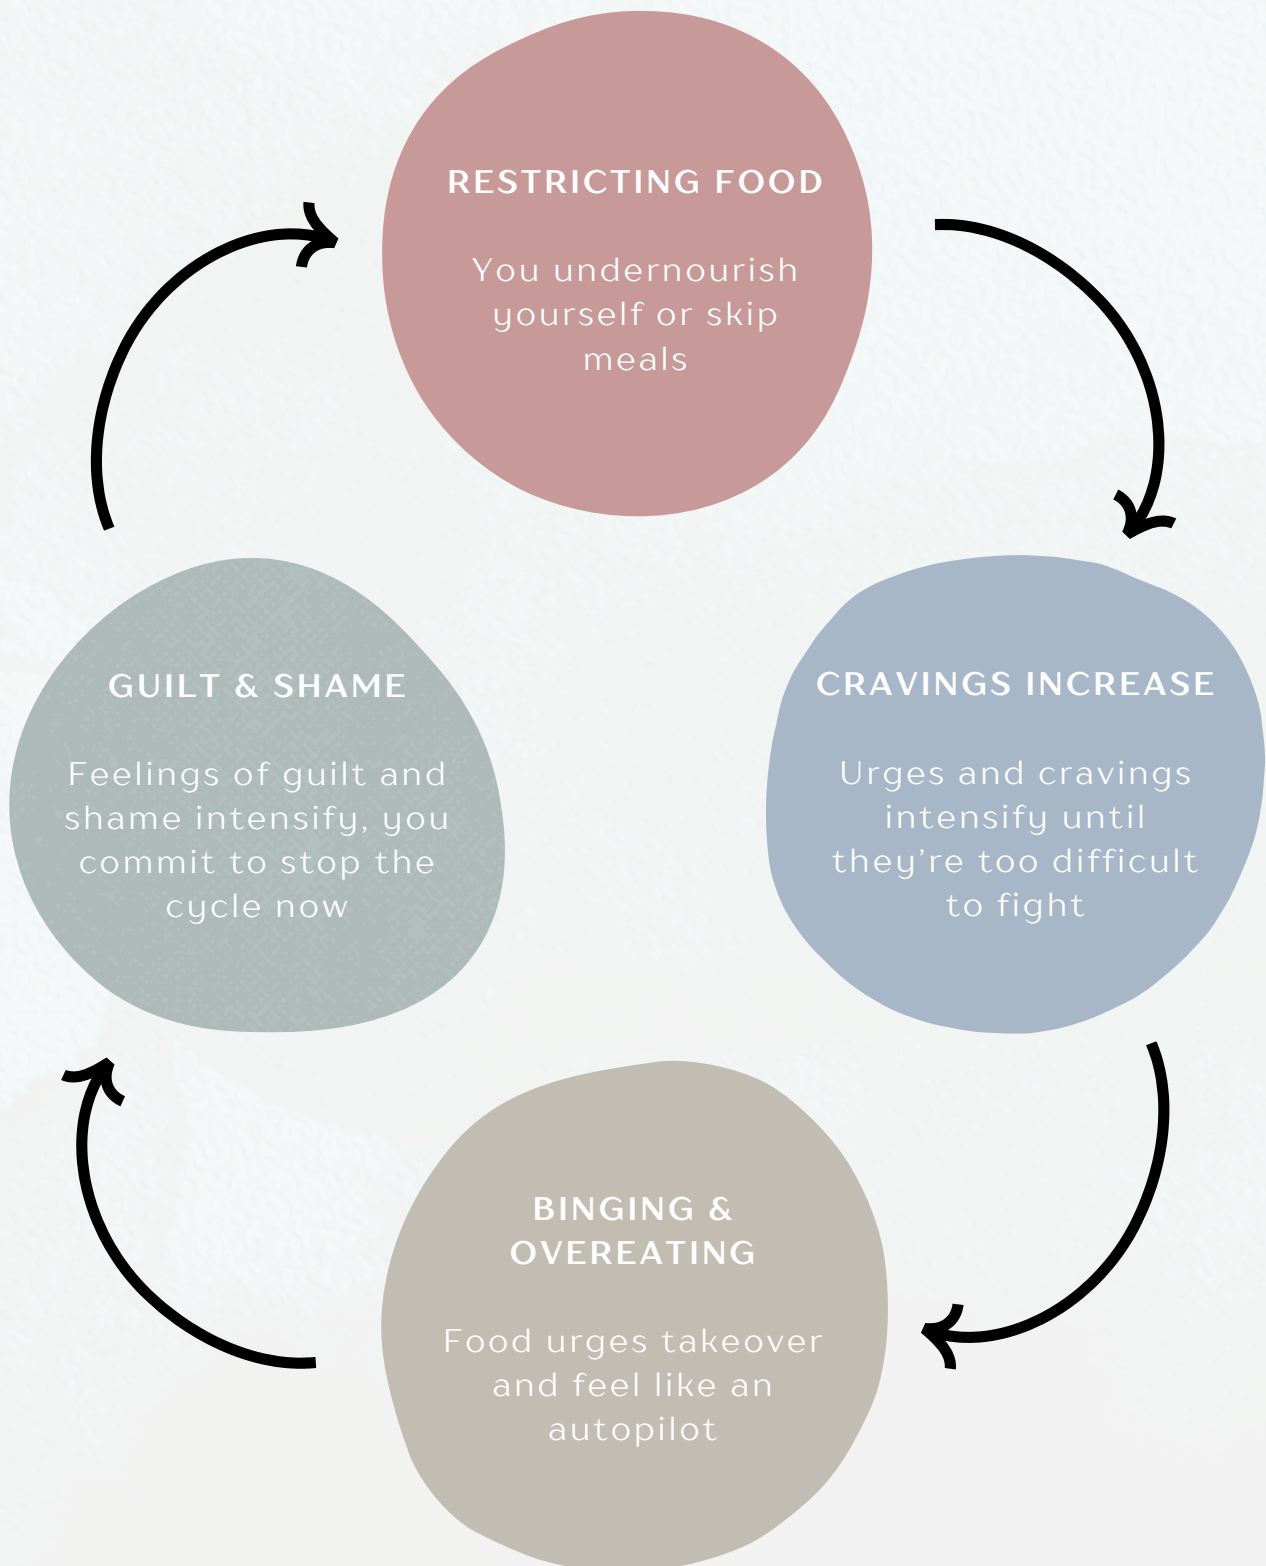 RESTRICTING FOOD
You undernourish
yourself or skip
meals
CRAVINGS INCREASE
Urges and cravings
intensify until
they're too difficult
to fight
BINGING &
OVEREATING
Food urges takeover
and feel like an
autopilot
GUILT & SHAME
Feelings of guilt and
shame intensify, you
commit to stop the
cycle now